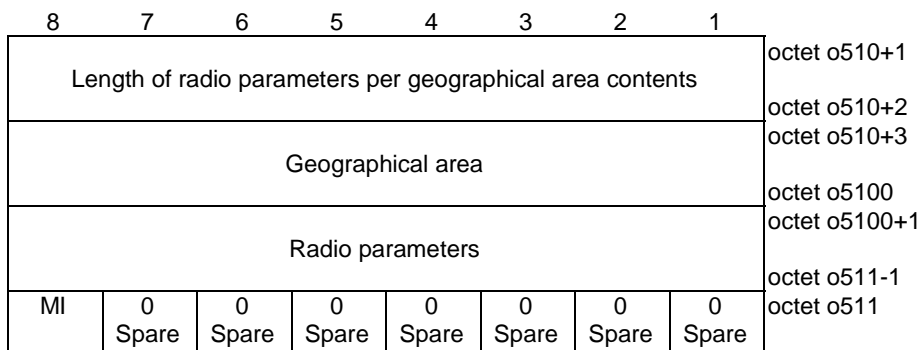 8 7 6 5 4 3 2 1
octet o510+1
Length of radio parameters per geographical area contents
octet o510+2
octet o510+3
Geographical area
octet o5100
octet o5100+1
Radio parameters
octet o511-1
MI 0 0 0 0 0 0 0 octet o511
Spare Spare Spare Spare Spare Spare Spare